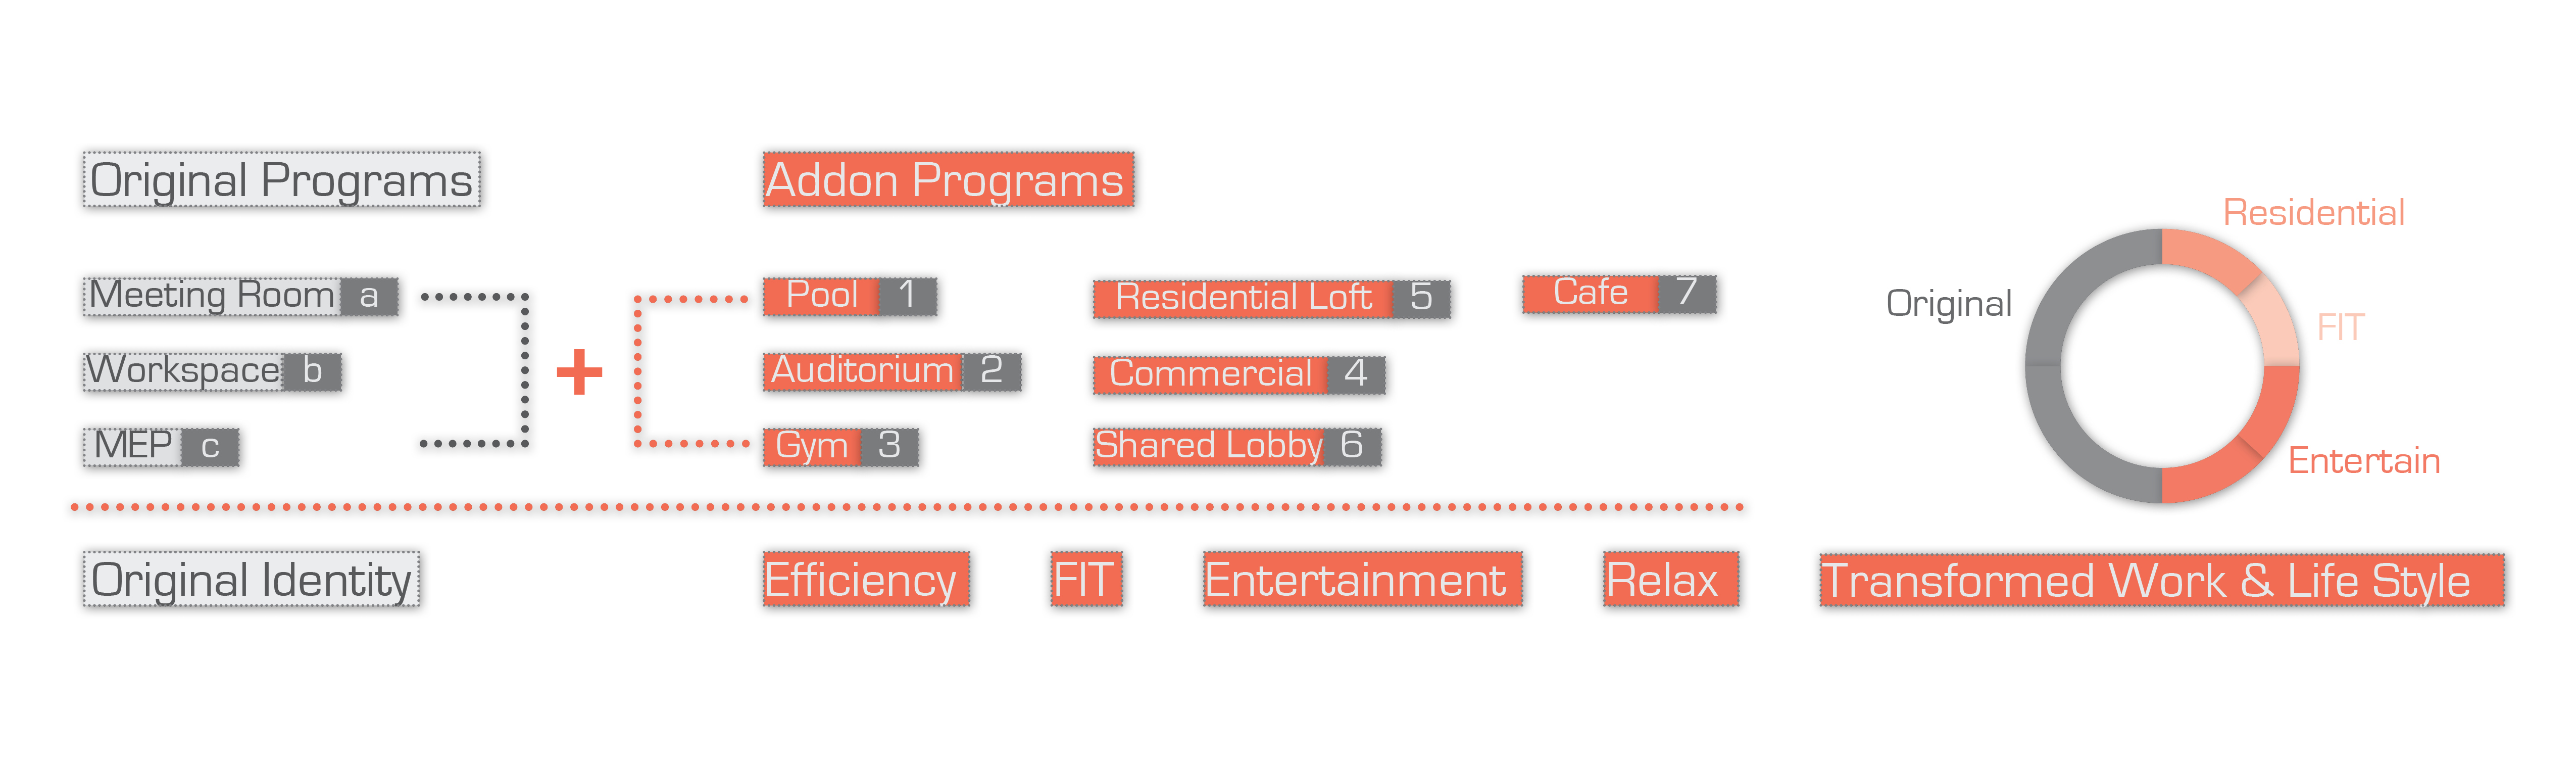 Original Programs
Addon Programs
Meeting Room a
Workspace b
MEP c
+
Pool 1
Auditorium 2
Gym 3
Residential Loft 5
Commercial 4
Shared Lobby 6
Cafe 7
Residential
Original
FIT
Entertain
Original Identity
Efficiency
FIT
Entertainment
Relax
Transformed Work & Life Style